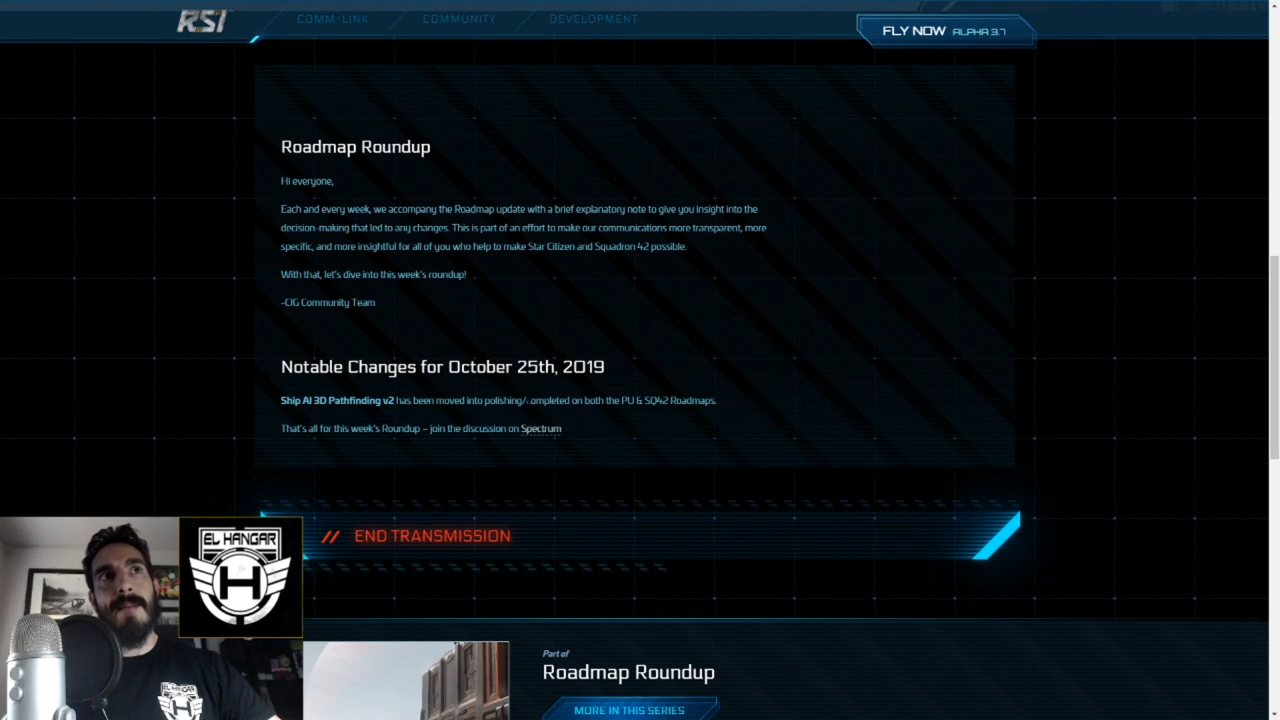 RSI
COMM-LINK
COMMUNITY
DEVELOPMENT
FLY NOW ALPHA 3.7
Roadmap Roundup
Hi everyone,
Each and every week, we accompany the Roadmap update with a brief explanatory note to give you insight into the
decision-making that led to any changes. This is part of an effort to make our communications more transparent, more
specific, and more insightful for all of you who help to make Star Citizen and Squadron 42 possible.
With that, let's dive into this week's roundup!
-CIG Community Team
Notable Changes for October 25th, 2019
Ship AI 3D Pathfinding v2 has been moved into polishing/ ompleted on both the PU & SQ42 Roadmaps.
That's all for this week's Roundup – join the discussion on Spectrum
// END TRANSMISSION
EL HANGAR
H
EL HANGAR
H
Part of
Roadmap Roundup
MORE IN THIS SERIES